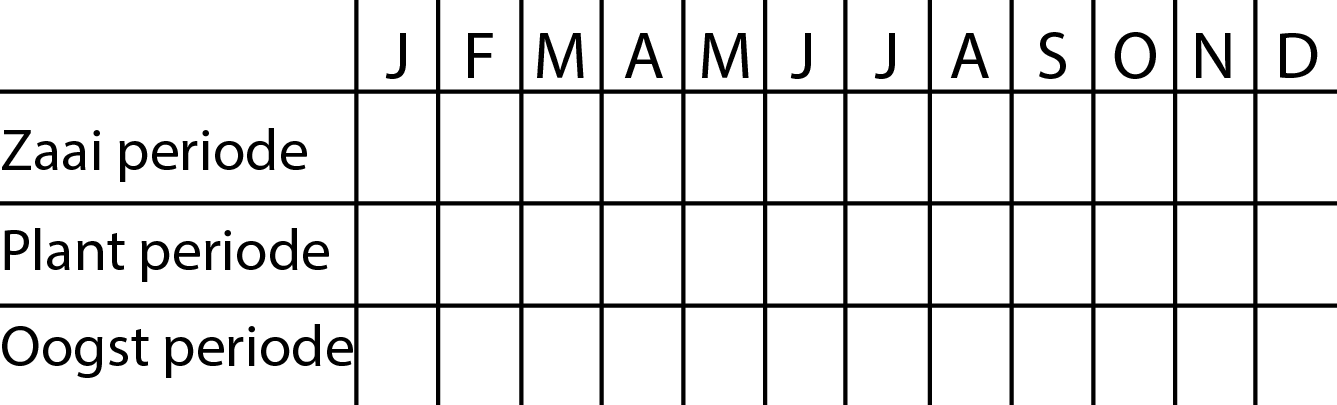 J F M A M J J A S O N D
Zaai periode
Plant periode
Oogst periode